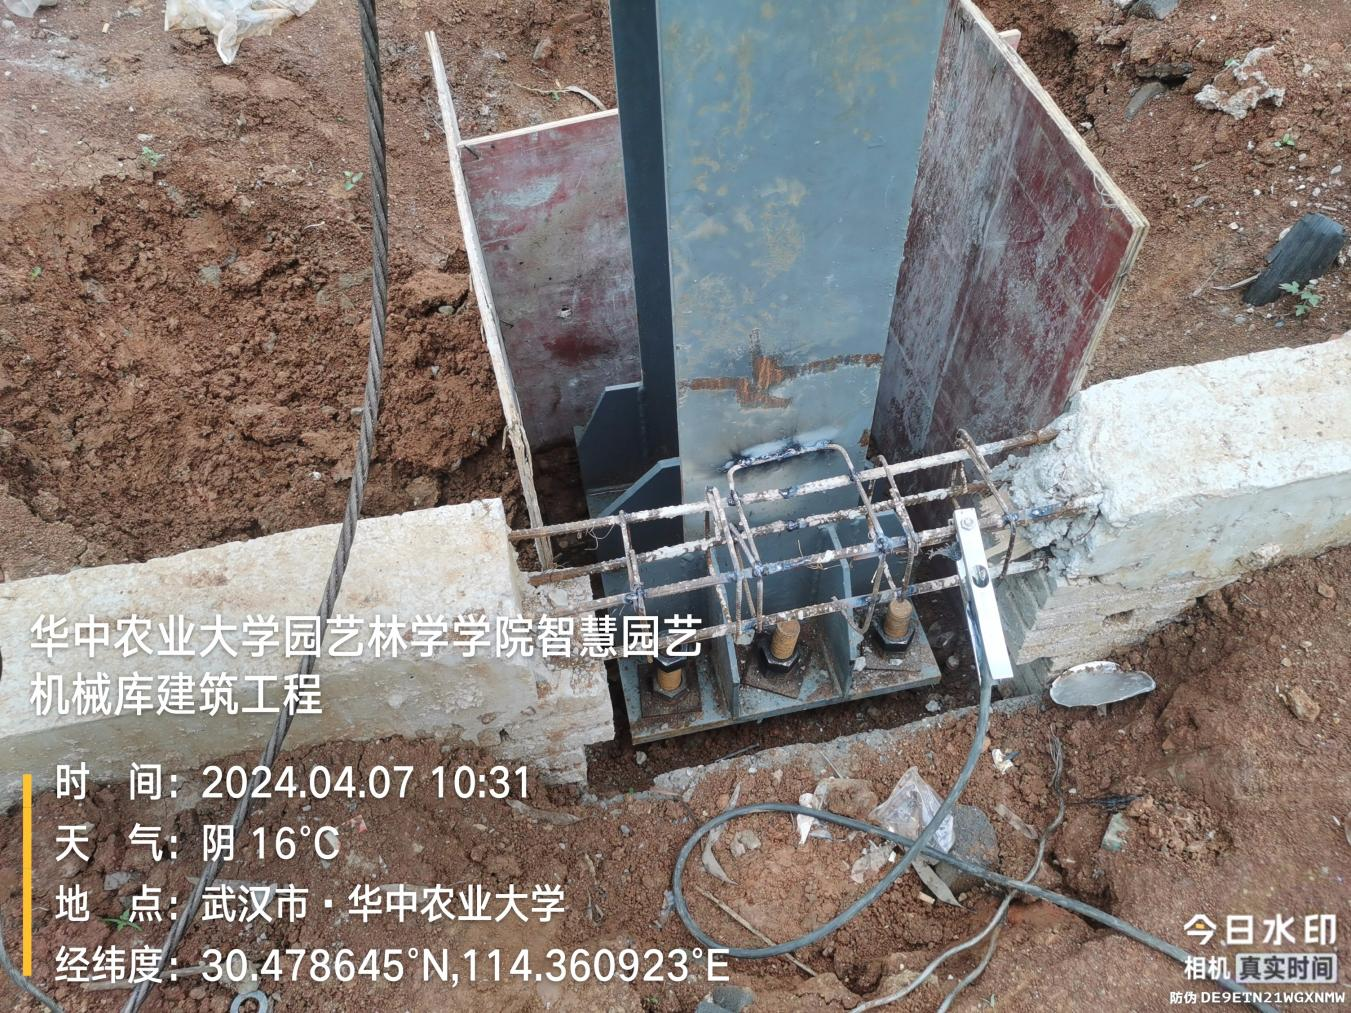 华中农业大学园艺林学学院智慧园艺
机械库建筑工程
时 间：2024.04.07 10:31
天 气：阴 16℃
地 点：武汉市·华中农业大学
经纬度：30.478645°N,114.360923°E
今日水印
相机 真实时间
防伪 DE9ETN21WGXNMW